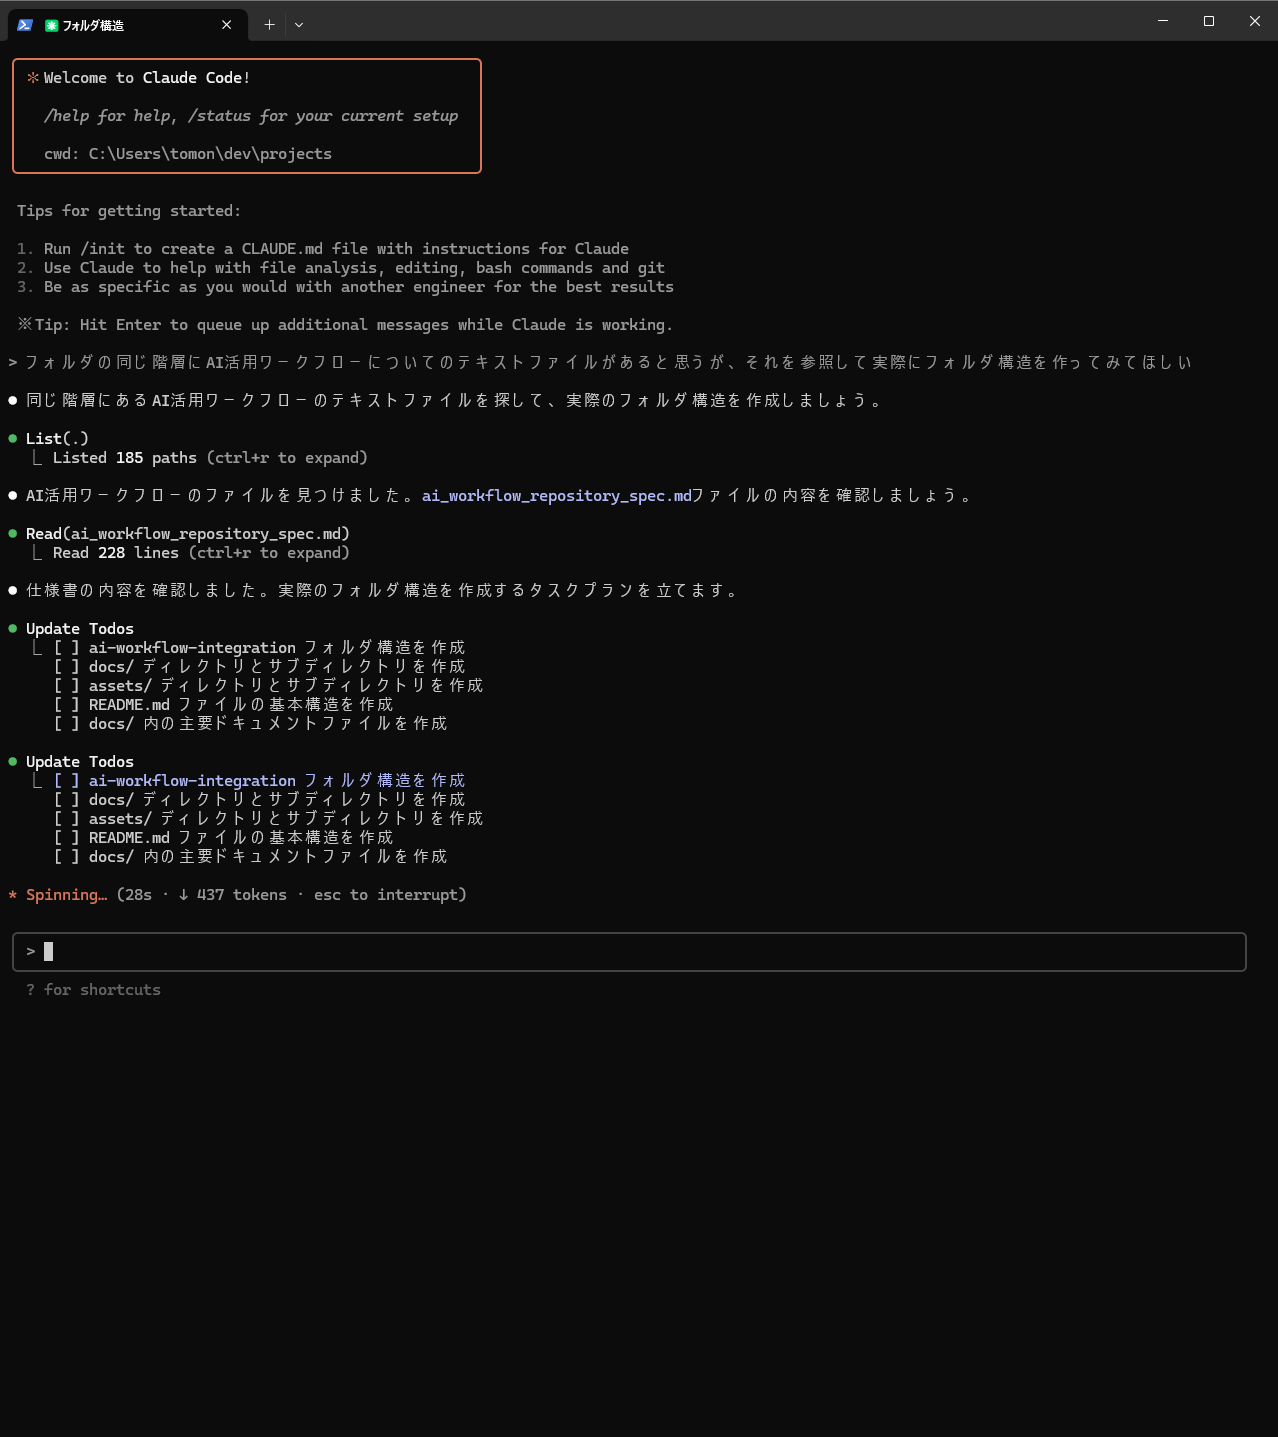 フォルダ構造
* Welcome to Claude Code!
/help for help, /status for your current setup
cwd: C:\Users\tomon\dev\projects
Tips for getting started:
1. Run /init to create a CLAUDE.md file with instructions for Claude
2. Use Claude to help with file analysis, editing, bash commands and git
3. Be as specific as you would with another engineer for the best results
※Tip: Hit Enter to queue up additional messages while Claude is working.
> フォルダの同じ階層にAI活用ワークフローについてのテキストファイルがあると思うが、それを参照して実際にフォルダ構造を作ってみてほしい
● 同じ階層にあるAI活用ワークフローのテキストファイルを探して、実際のフォルダ構造を作成しましょう。
● List(.)
⎿ Listed 185 paths (ctrl+r to expand)
● AI活用ワークフローのファイルを見つけました。ai_workflow_repository_spec.mdファイルの内容を確認しましょう。
● Read(ai_workflow_repository_spec.md)
⎿ Read 228 lines (ctrl+r to expand)
● 仕様書の内容を確認しました。実際のフォルダ構造を作成するタスクプランを立てます。
● Update Todos
⎿ [ ] ai-workflow-integration フォルダ構造を作成
[ ] docs/ ディレクトリとサブディレクトリを作成
[ ] assets/ ディレクトリとサブディレクトリを作成
[ ] README.md ファイルの基本構造を作成
[ ] docs/ 内の主要ドキュメントファイルを作成
● Update Todos
⎿ [ ] ai-workflow-integration フォルダ構造を作成
[ ] docs/ ディレクトリとサブディレクトリを作成
[ ] assets/ ディレクトリとサブディレクトリを作成
[ ] README.md ファイルの基本構造を作成
[ ] docs/ 内の主要ドキュメントファイルを作成
* Spinning… (28s · ↓ 437 tokens · esc to interrupt)
>
? for shortcuts